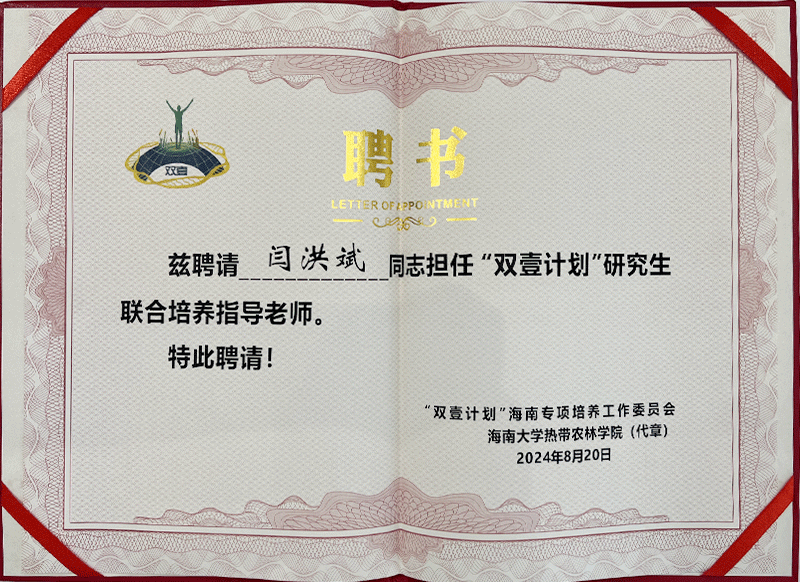 双壹
聘书
LETTER OF APPOINTMENT
兹聘请 闫洪斌 同志担任“双壹计划”研究生
联合培养指导老师。
特此聘请！
“双壹计划”海南专项培养工作委员会
海南大学热带农林学院（代章）
2024年8月20日